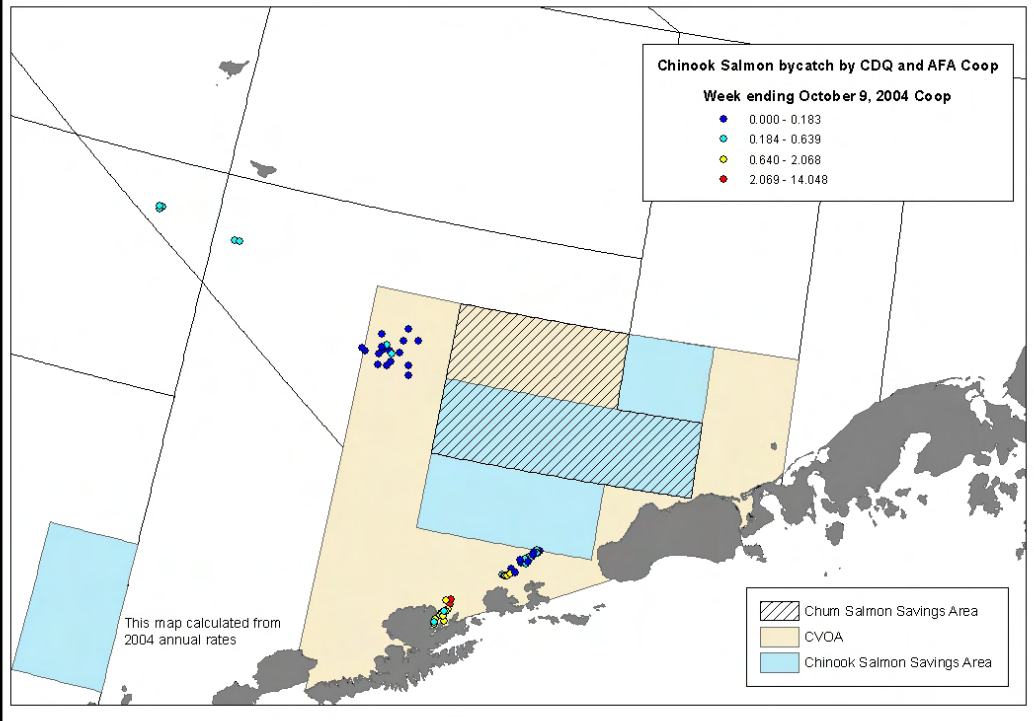 Chinook Salmon bycatch by CDQ and AFA Coop
Week ending October 9, 2004 Coop
0.000 - 0.183
0.184 - 0.639
0.640 - 2.068
2.069 - 14.048
This map calculated from
2004 annual rates
Chum Salmon Savings Area
CVOA
Chinook Salmon Savings Area